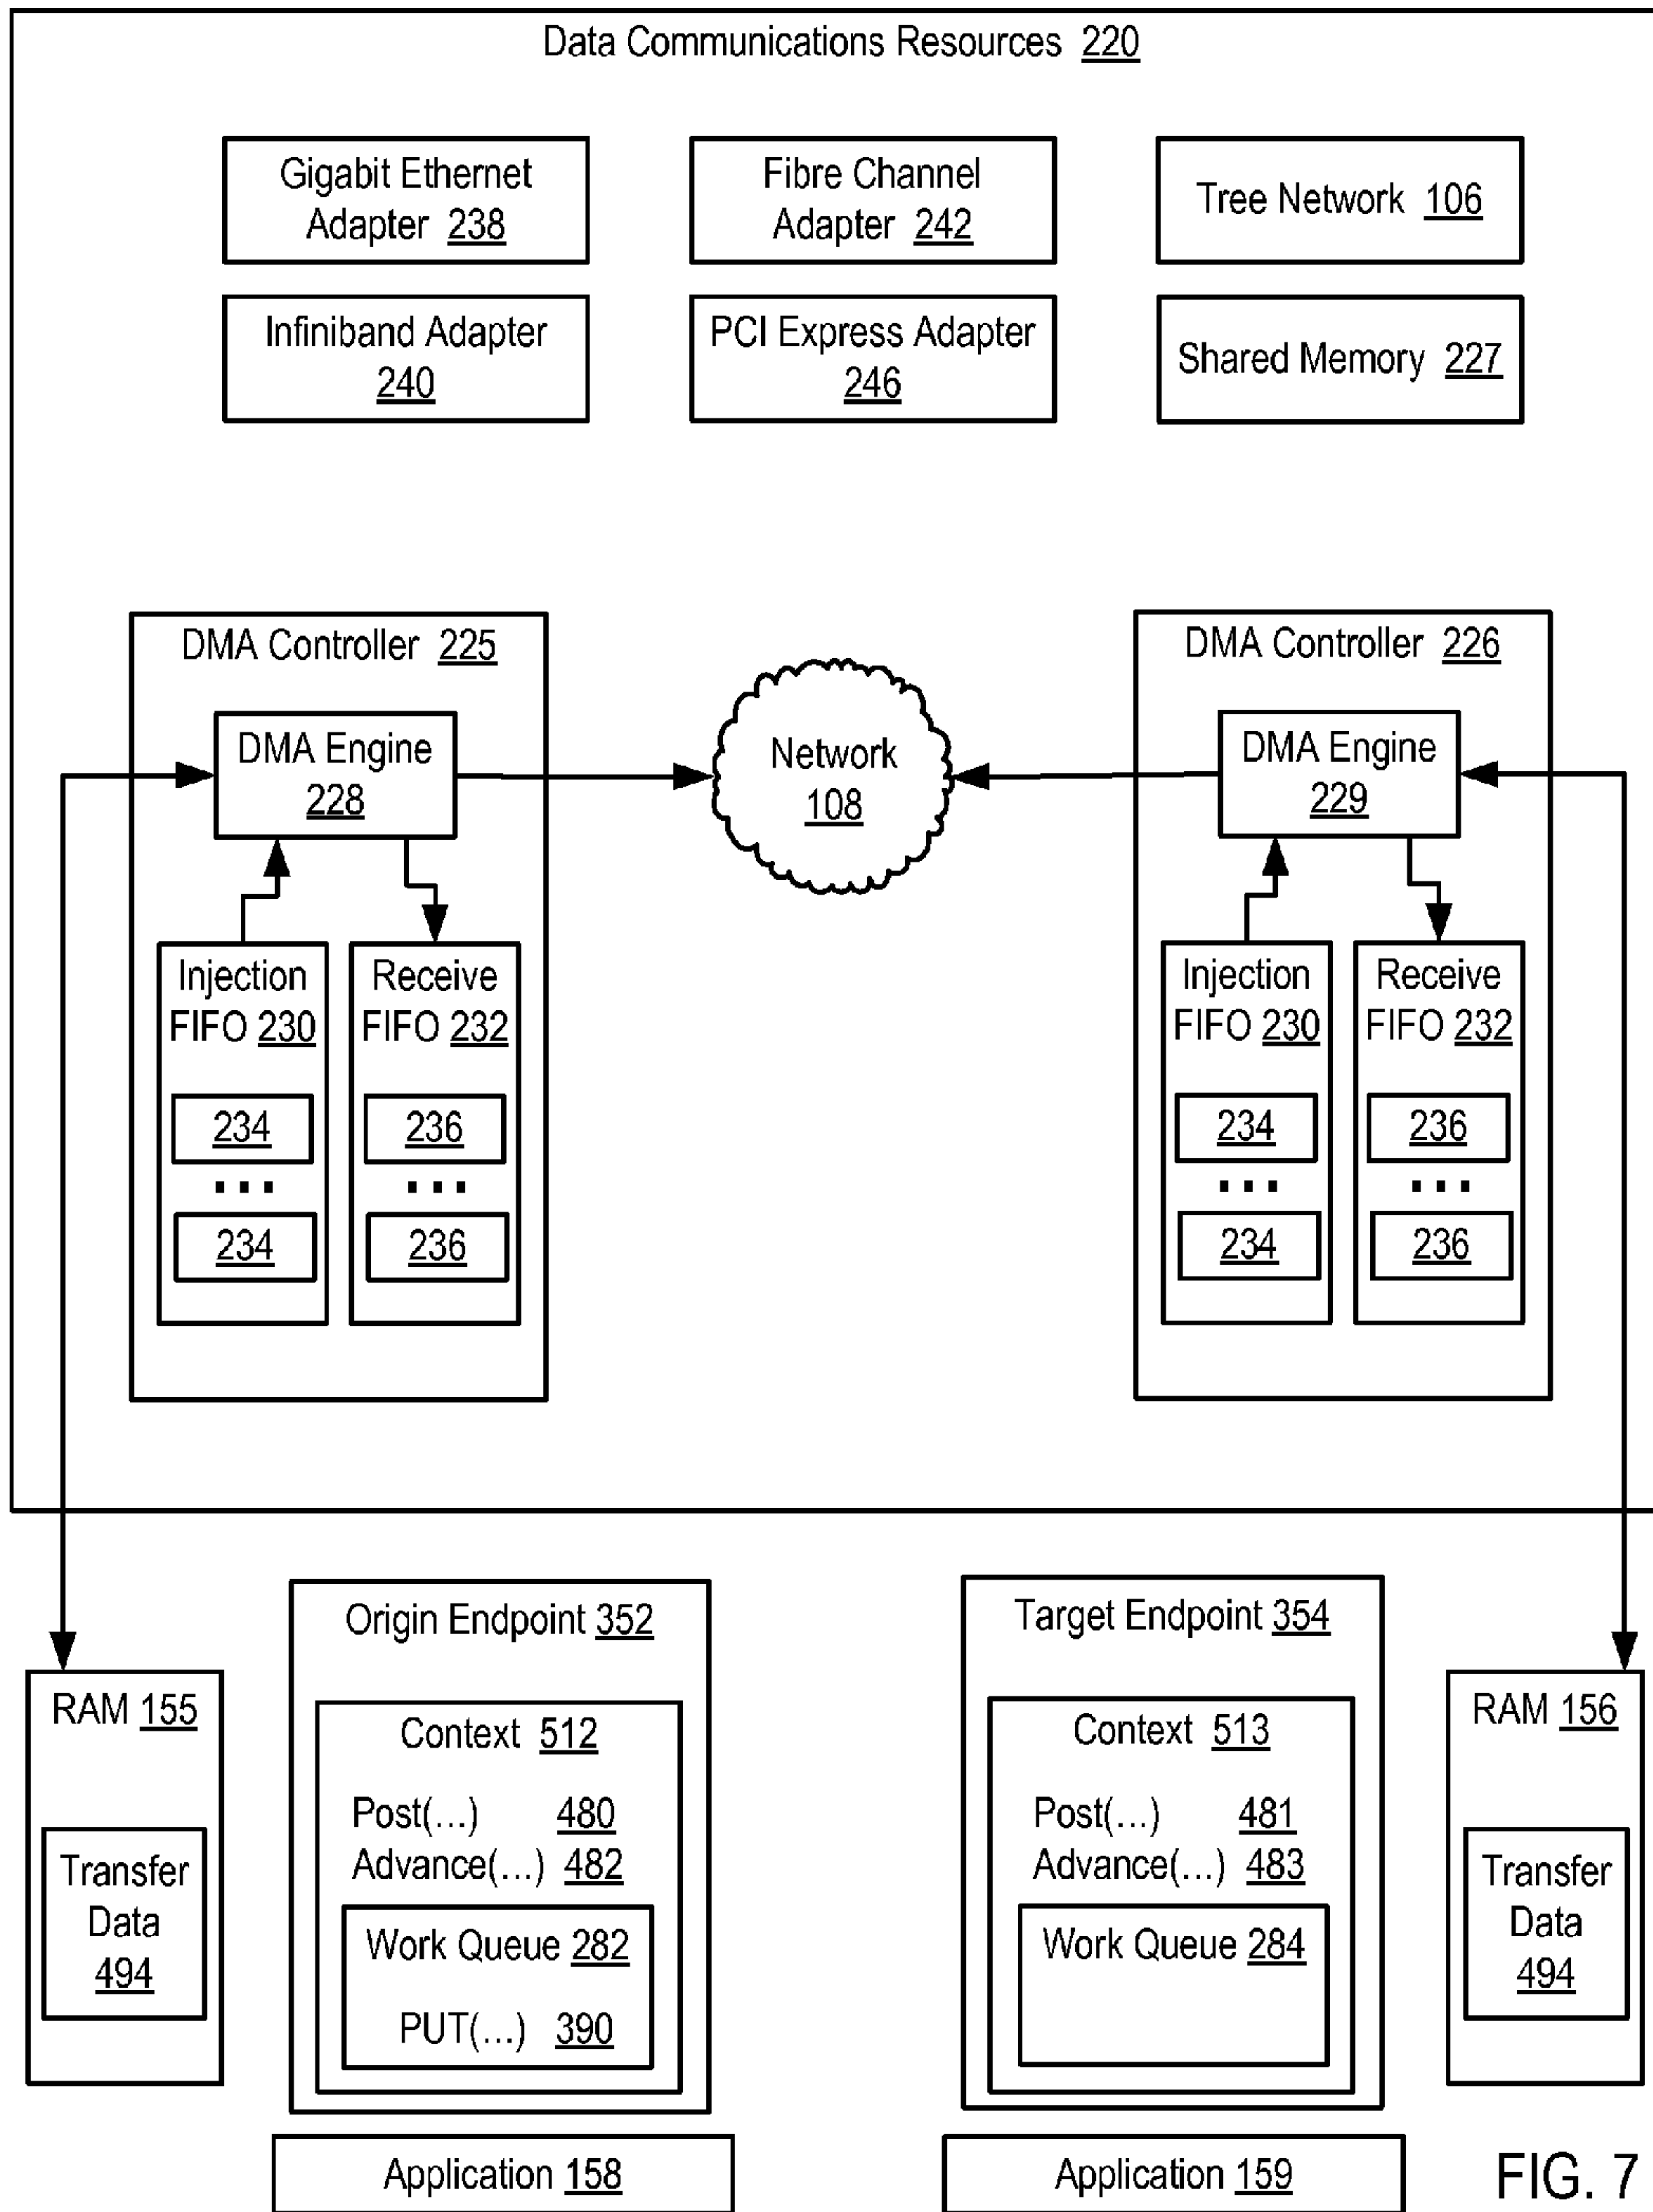 Data Communications Resources 220
Gigabit Ethernet
Adapter 238
Fibre Channel
Adapter 242
Tree Network 106
Infiniband Adapter
240
PCI Express Adapter
246
Shared Memory 227
DMA Controller 225
DMA Engine
228
Injection
FIFO 230
234
...
234
Receive
FIFO 232
236
...
236
Network
108
DMA Controller 226
DMA Engine
229
Injection
FIFO 230
234
...
234
Receive
FIFO 232
236
...
236
RAM 155
Transfer
Data
494
Origin Endpoint 352
Context 512
Post(...) 480
Advance(...) 482
Work Queue 282
PUT(...) 390
Application 158
Target Endpoint 354
Context 513
Post(...) 481
Advance(...) 483
Work Queue 284
Application 159
RAM 156
Transfer
Data
494
FIG. 7